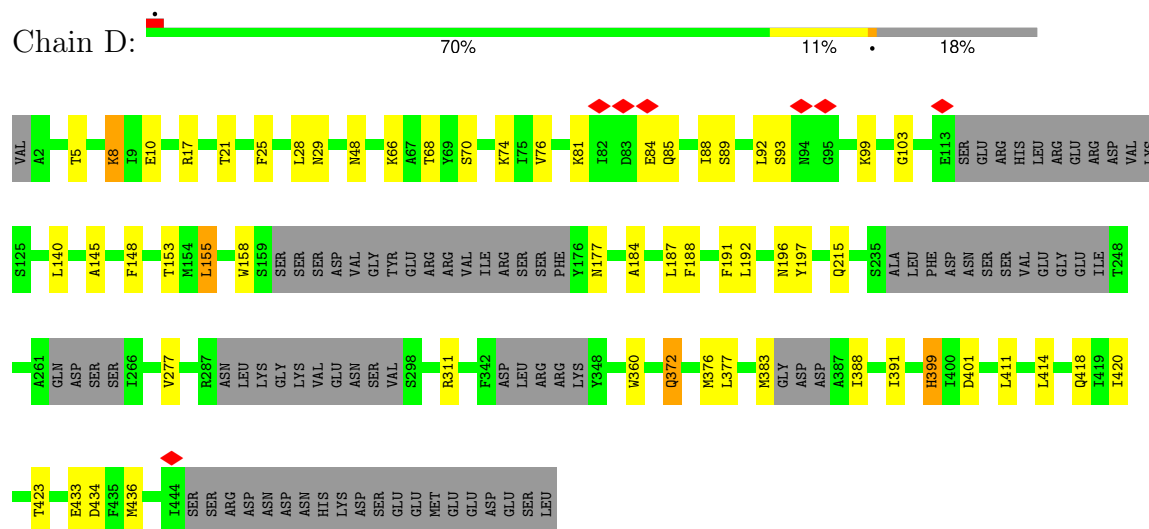 •
Chain D:
70% 11% • 18%
VAL A2 T5 K8 I9 E10 R17 T21 F25 L28 N29 N48 K66 A67 T68 Y69 S70 K74 I75 V76 K81 I82 D83 E84 Q85 I88 S89 L92 S93 N94 G95 K99 G103 E113 SER GLU ARG HIS LEU ARG GLU ARG ASP VAL LYS
S125 L140 A145 F148 T153 M154 L155 W158 S159 SER SER SER ASP VAL GLY TYR GLU ARG ARG VAL ILE ARG SER SER PHE Y176 N177 A184 L187 F188 F191 L192 N196 Y197 Q215 S235 ALA LEU PHE ASP ASN SER SER VAL GLU GLY GLU ILE T248
A261 GLN ASP SER SER I266 V277 R287 ASN LEU LYS GLY LYS VAL GLU ASN SER VAL S298 R311 F342 ASP LEU ARG ARG LYS Y348 W360 Q372 M376 L377 M383 GLY ASP ASP A387 I388 I391 H399 I400 D401 L411 L414 Q418 I419 I420
T423 E433 D434 F435 M436 I444 SER SER ARG ASP ASN ASP ASN HIS LYS ASP SER GLU GLU MET GLU GLU ASP GLU SER LEU